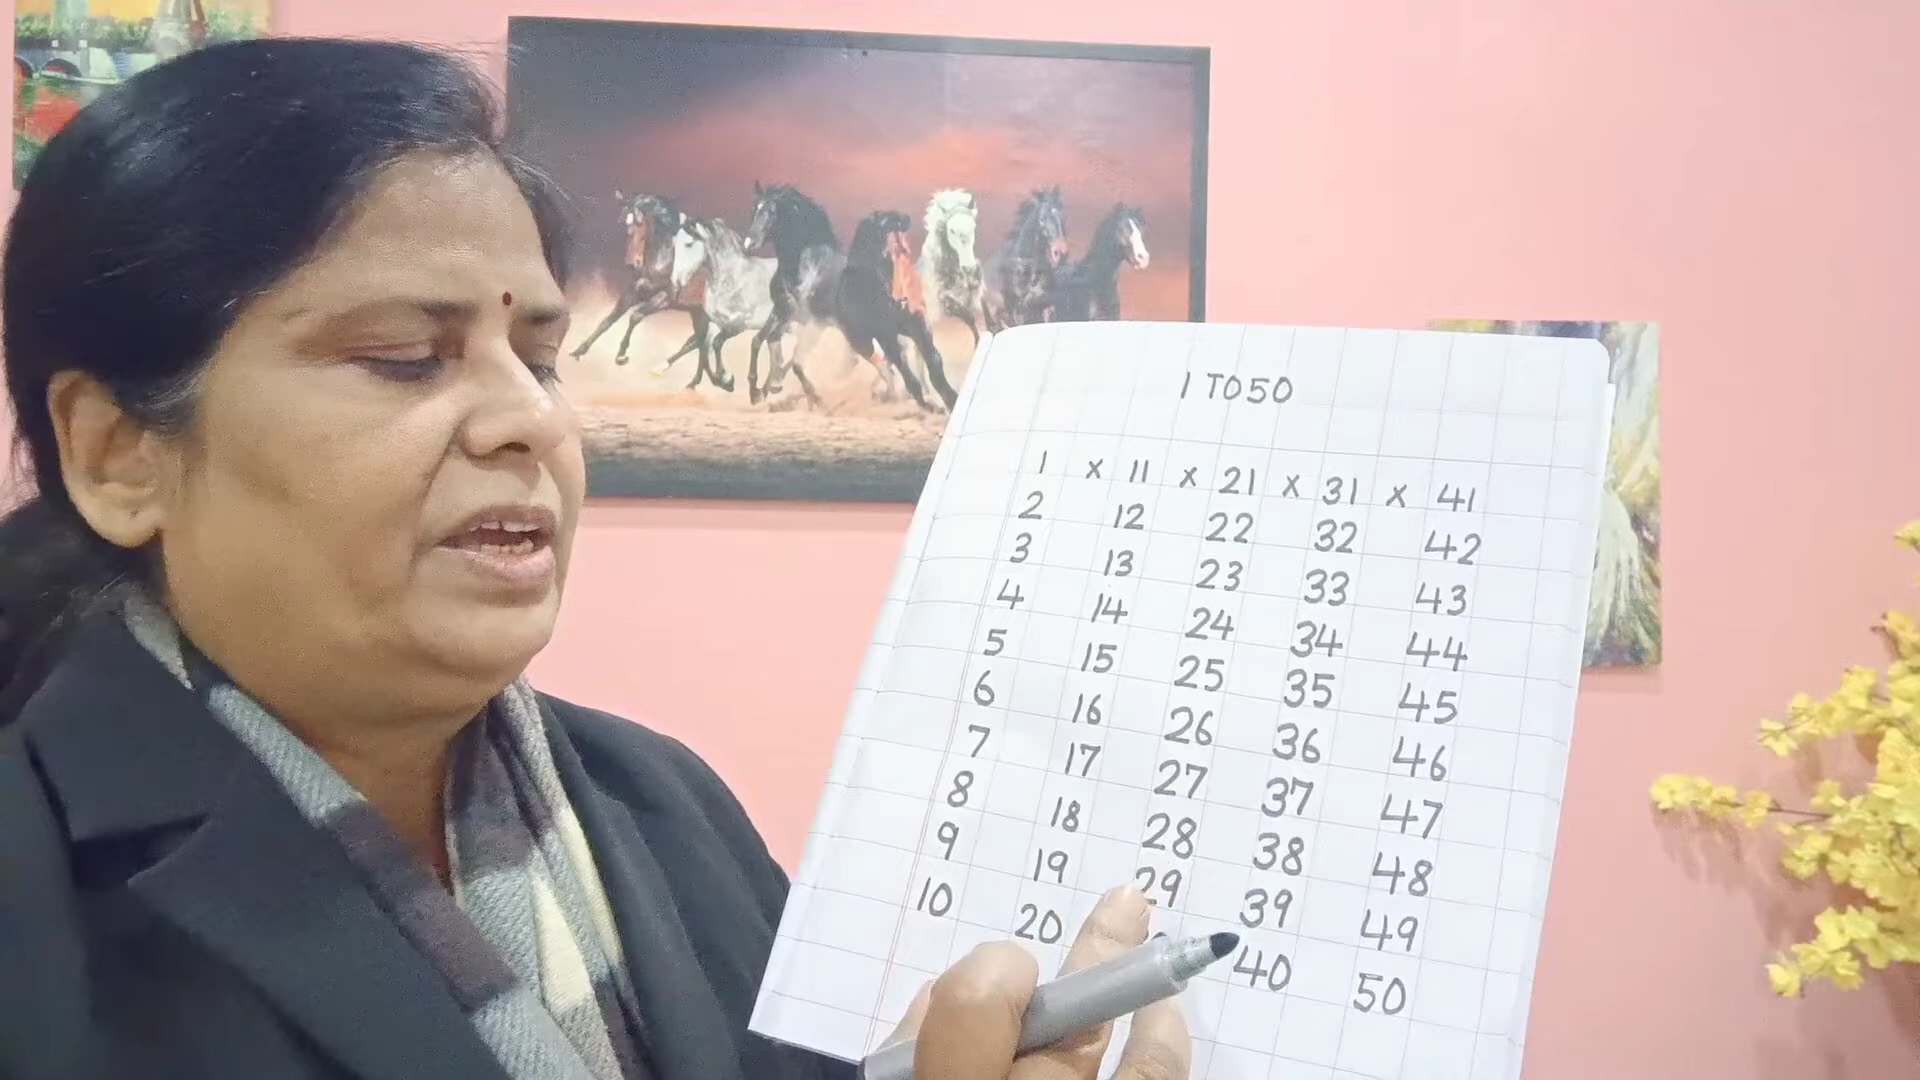 1 TO 50
1 x 11 x 21 x 31 x 41
2 12 22 32 42
3 13 23 33 43
4 14 24 34 44
5 15 25 35 45
6 16 26 36 46
7 17 27 37 47
8 18 28 38 48
9 19 29 39 49
10 20 40 50